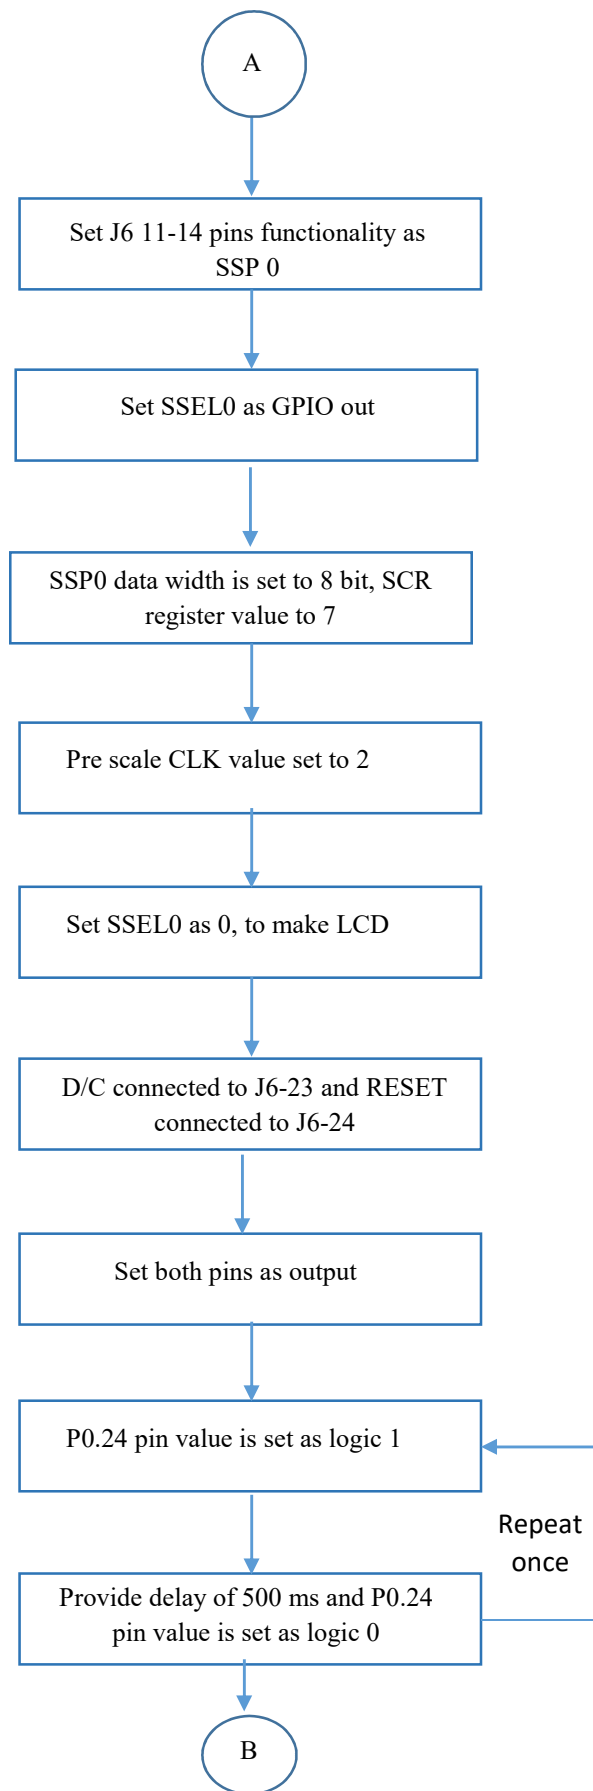 A
Set J6 11-14 pins functionality as
SSP 0
Set SSEL0 as GPIO out
SSP0 data width is set to 8 bit, SCR
register value to 7
Pre scale CLK value set to 2
Set SSEL0 as 0, to make LCD
D/C connected to J6-23 and RESET
connected to J6-24
Set both pins as output
P0.24 pin value is set as logic 1
Repeat
once
Provide delay of 500 ms and P0.24
pin value is set as logic 0
B